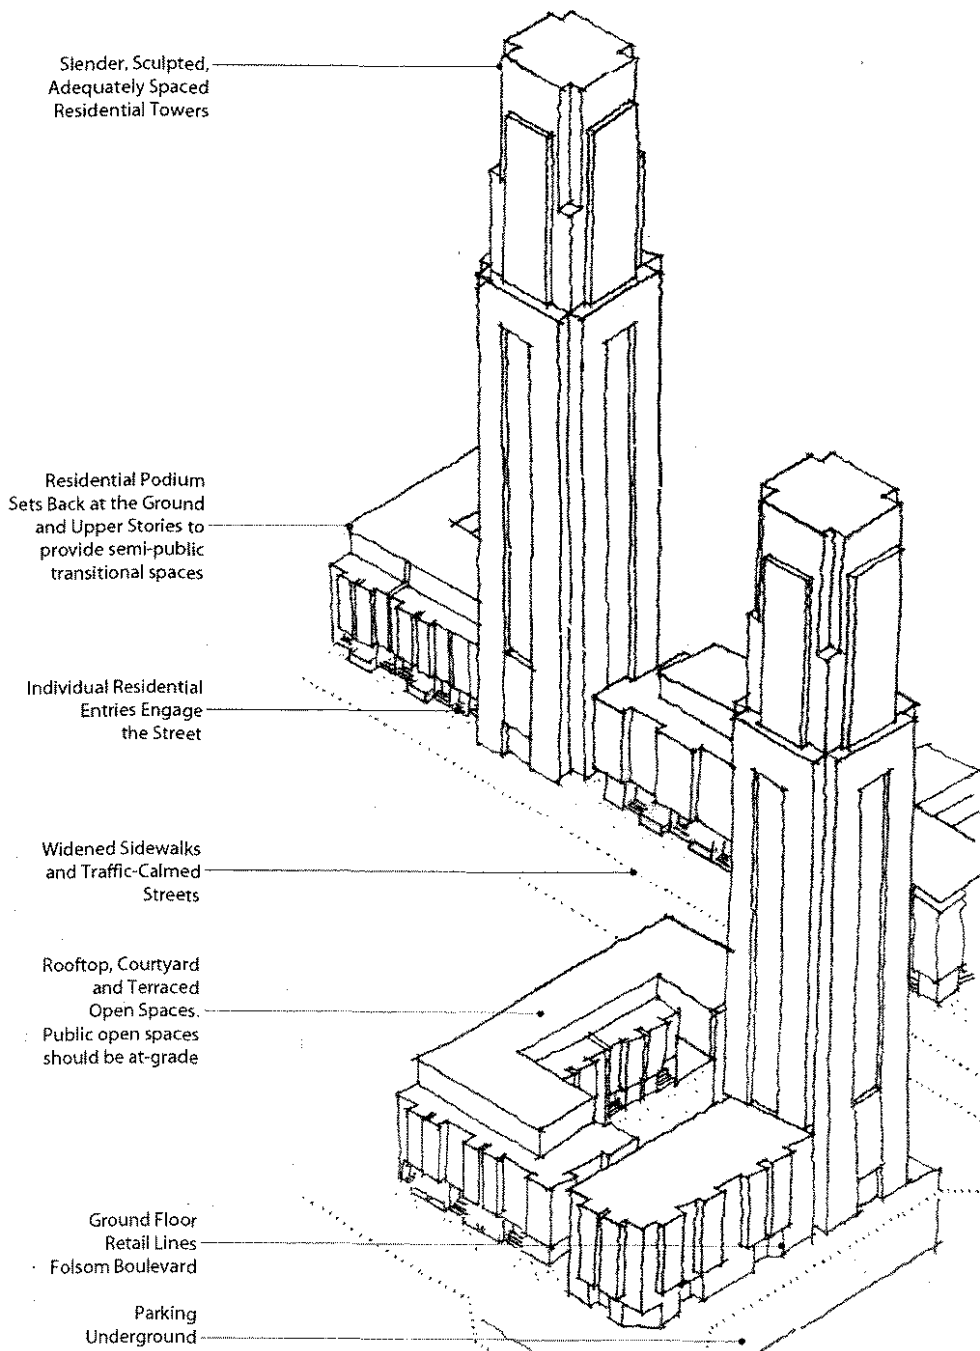 Slender, Sculpted,
Adequately Spaced
Residential Towers
Residential Podium
Sets Back at the Ground
and Upper Stories to
provide semi-public
transitional spaces
Individual Residential
Entries Engage
the Street
Widened Sidewalks
and Traffic-Calmed
Streets
Rooftop, Courtyard
and Terraced
Open Spaces.
Public open spaces
should be at-grade
Ground Floor
Retail Lines
Folsom Boulevard
Parking
Underground